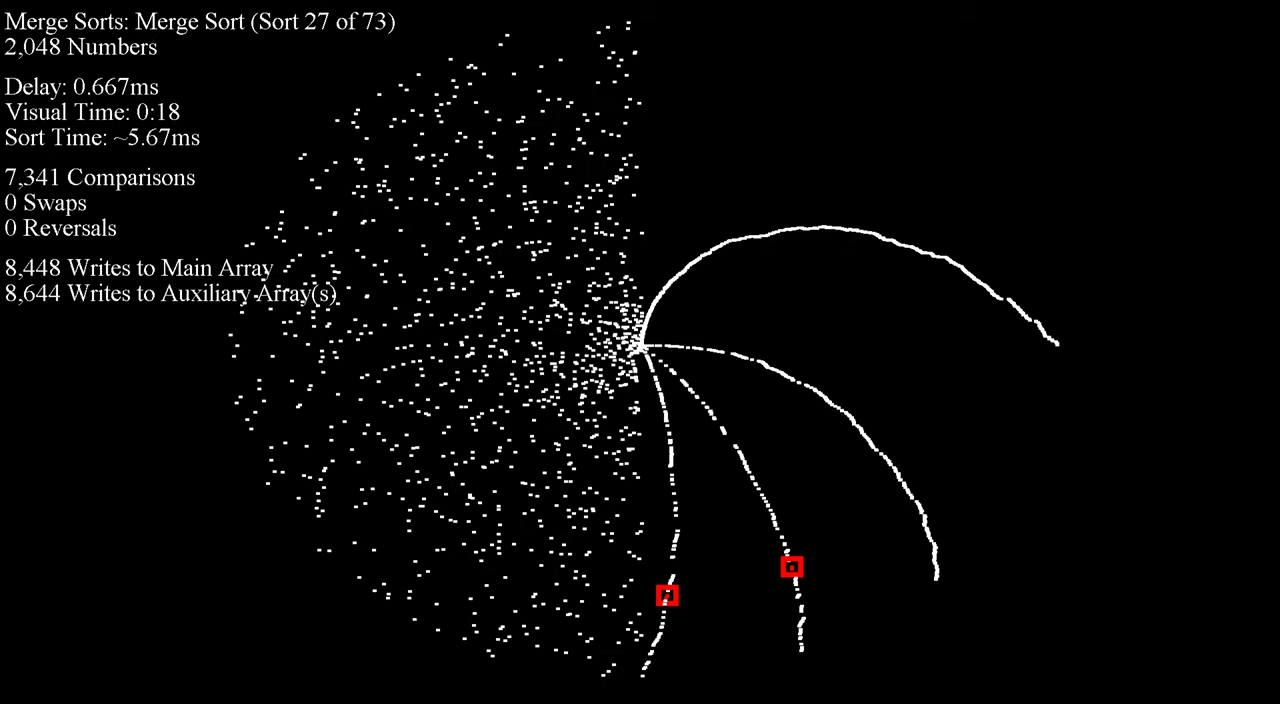 Merge Sorts: Merge Sort (Sort 27 of 73)
2,048 Numbers
Delay: 0.667ms
Visual Time: 0:18
Sort Time: ~5.67ms
7,341 Comparisons
0 Swaps
0 Reversals
8,448 Writes to Main Array
8,644 Writes to Auxiliary Array(s)